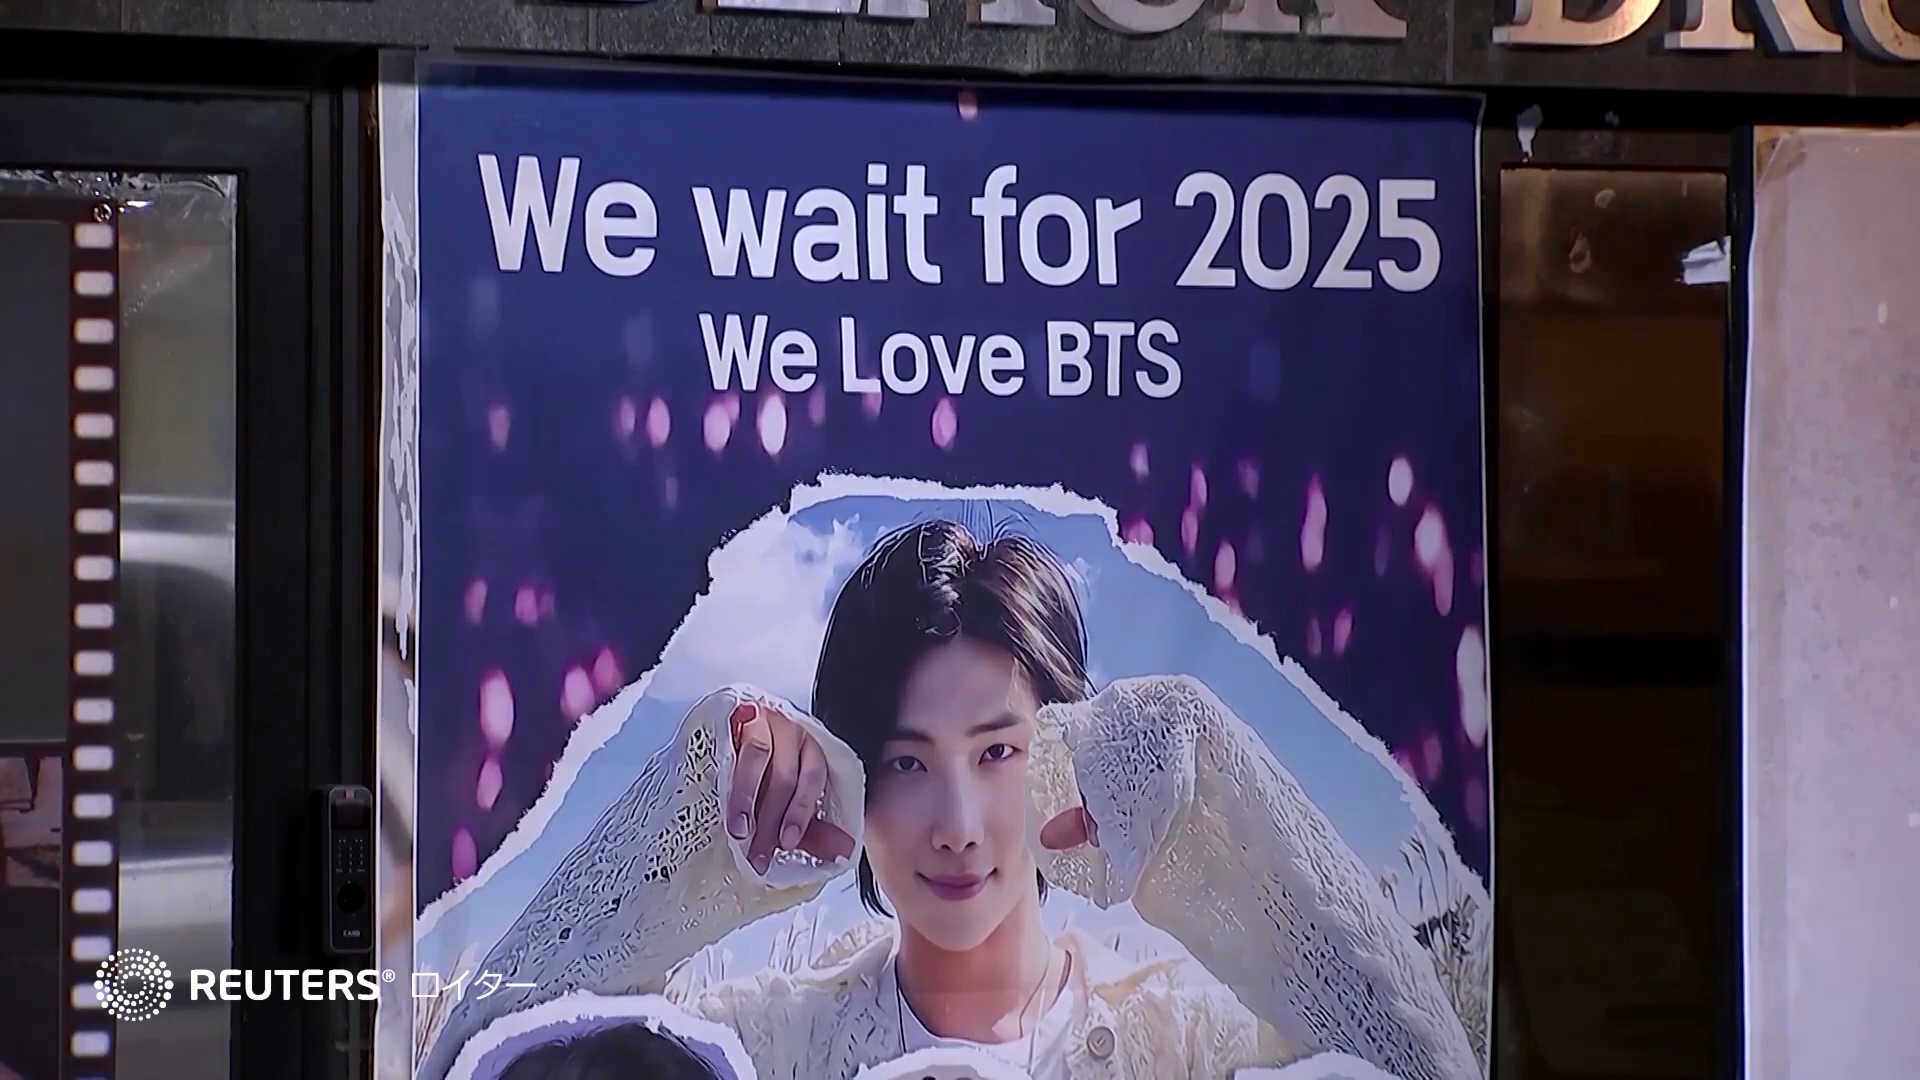 We wait for 2025
We Love BTS
REUTERS® ロイター